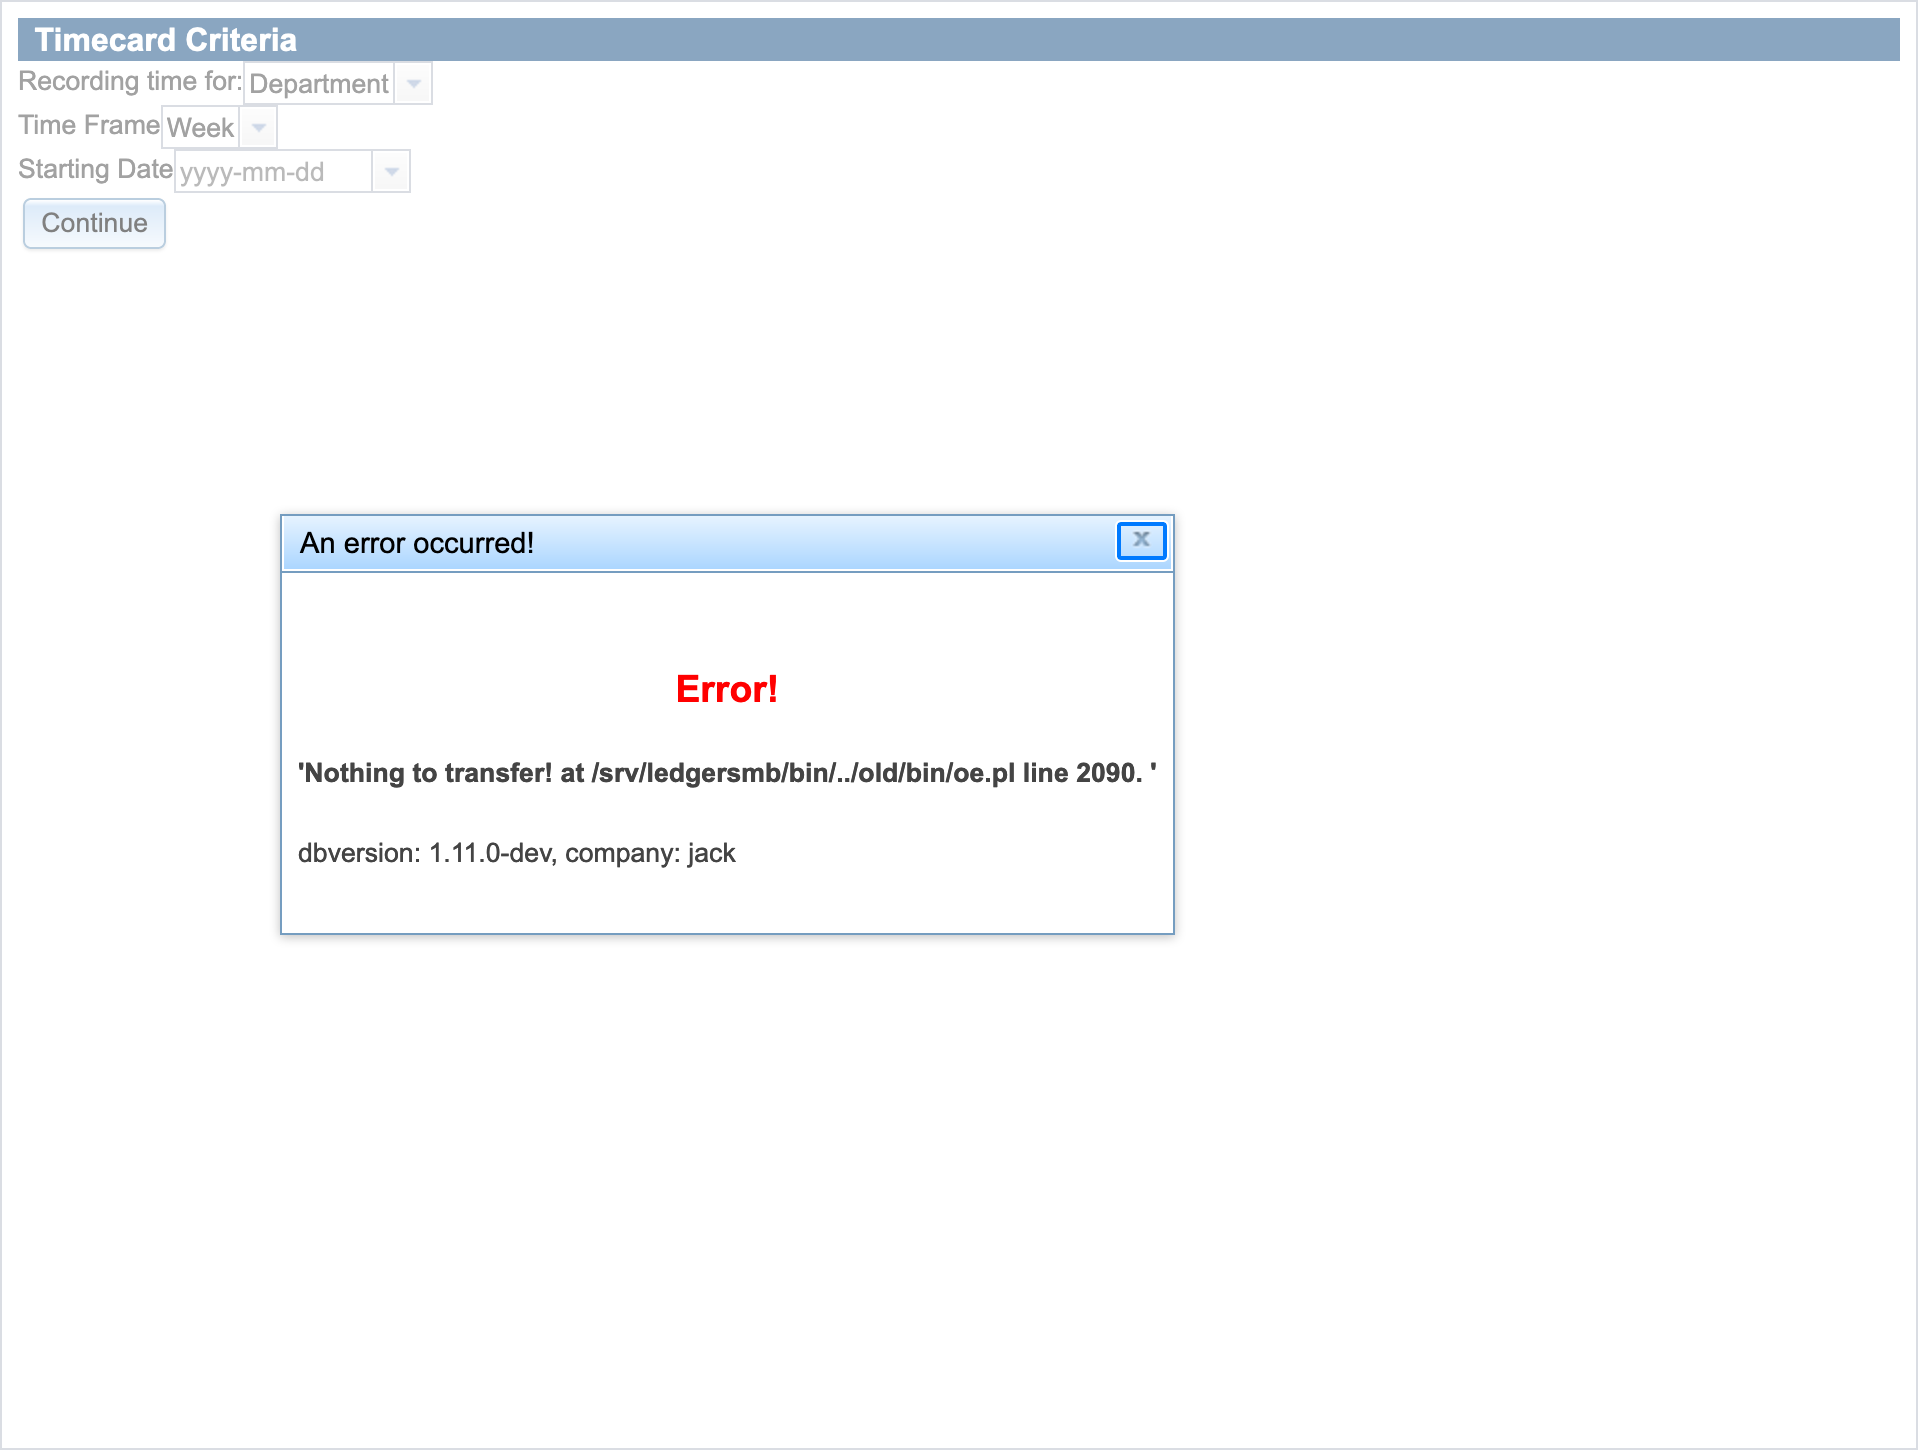 Timecard Criteria
Recording time for: Department
Time Frame Week
Starting Date yyyy-mm-dd
Continue
An error occurred!
x
Error!
'Nothing to transfer! at /srv/ledgersmb/bin/../old/bin/oe.pl line 2090. '
dbversion: 1.11.0-dev, company: jack